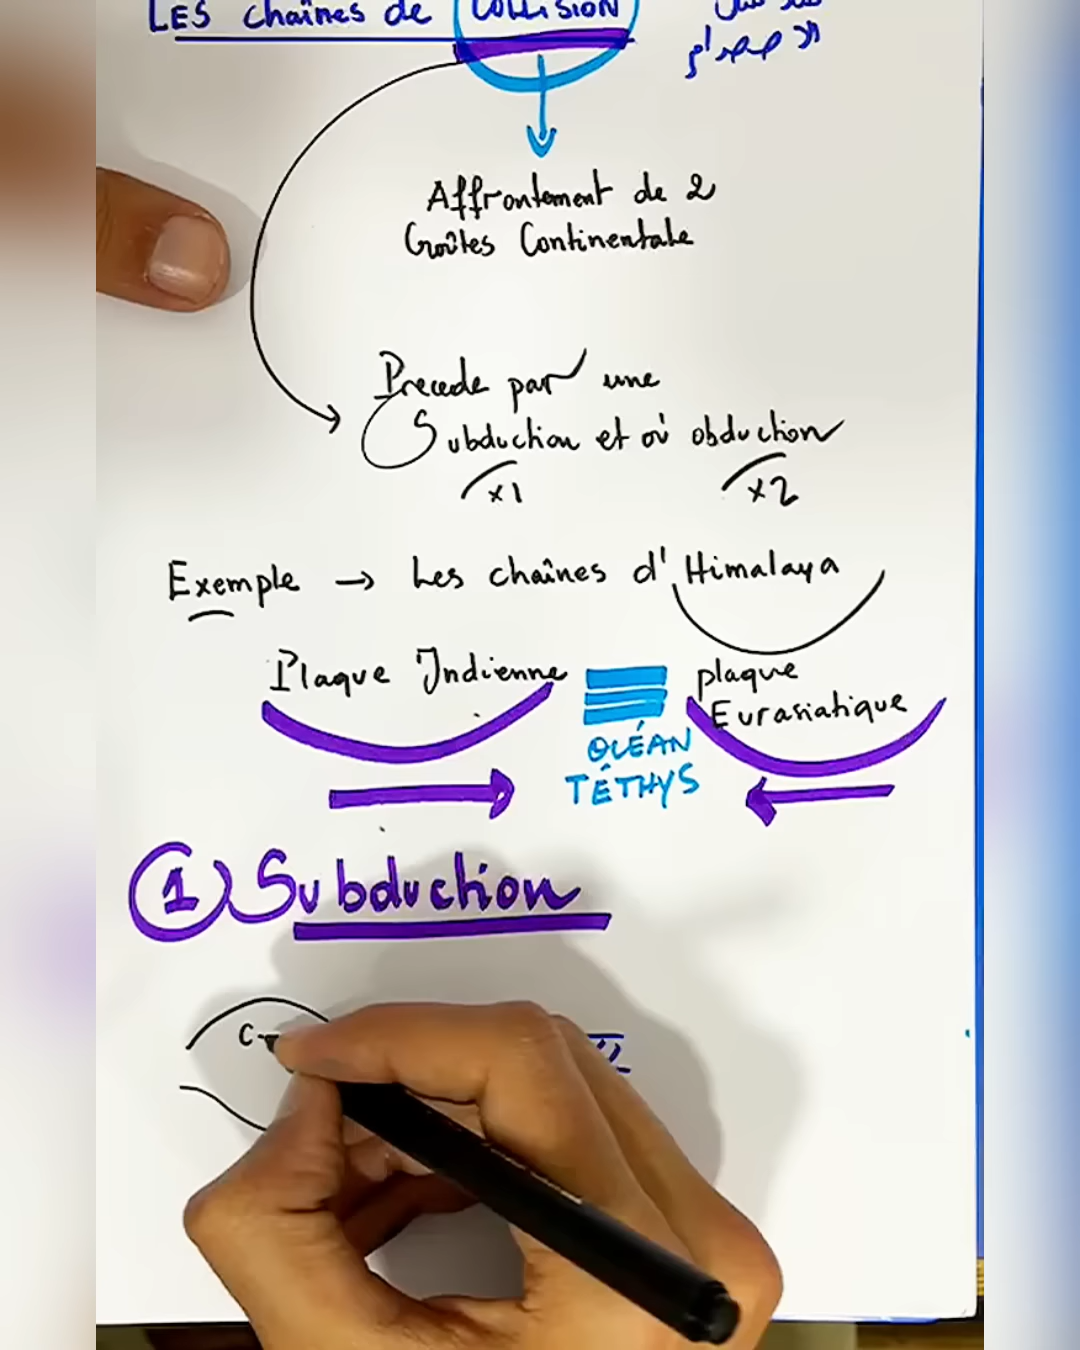 LES chaînes de COLLISION
Affrontement de 2
Croûtes Continentale
Precede par une
Subduction et où obduction
x1 x2
Exemple → Les chaînes d'Himalaya
Plaque Indienne
plaque
Eurasiatique
OCÉAN
TÉTHYS
1 Subduction
C